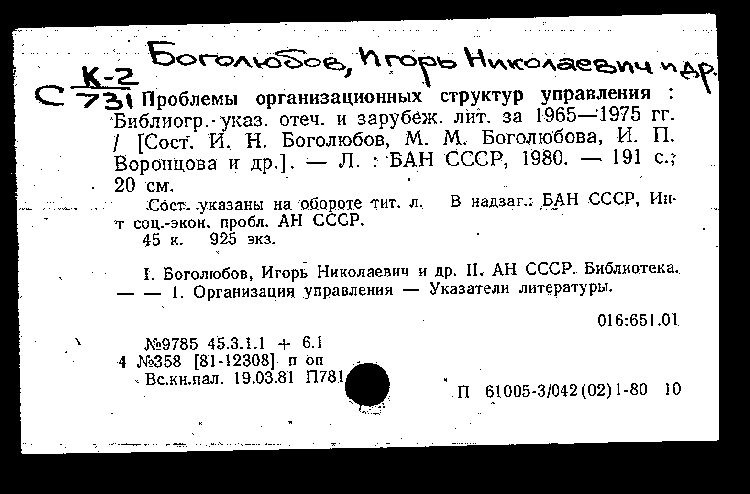 Боголюбов, Игорь Николаевич и др.
К-2
С 731
Проблемы организационных структур управления :
Библиогр. указ. отеч. и зарубеж. лит. за 1965—1975 гг.
/ [Сост. И. Н. Боголюбов, М. М. Боголюбова, И. П.
Воронцова и др.]. — Л. : БАН СССР, 1980. — 191 с.;
20 см.
Сост. указаны на обороте тит. л. В надзаг.: БАН СССР, Ин-
т соц.-экон. пробл. АН СССР.
45 к. 925 экз.
I. Боголюбов, Игорь Николаевич и др. II. АН СССР. Библиотека.
— — 1. Организация управления — Указатели литературы.
016:651.01
№9785 45.3.1.1 + 6.1
4 №358 [81-12308] п оп
Вс.кн.пал. 19.03.81 П781
П 61005-3/042(02)1-80 10